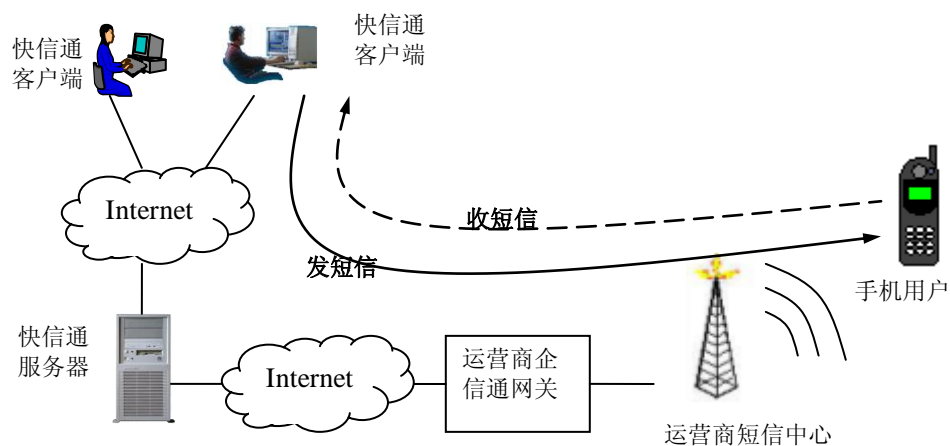 快信通
客户端
快信通
客户端
Internet
收短信
发短信
手机用户
快信通
服务器
Internet
运营商企
信通网关
运营商短信中心